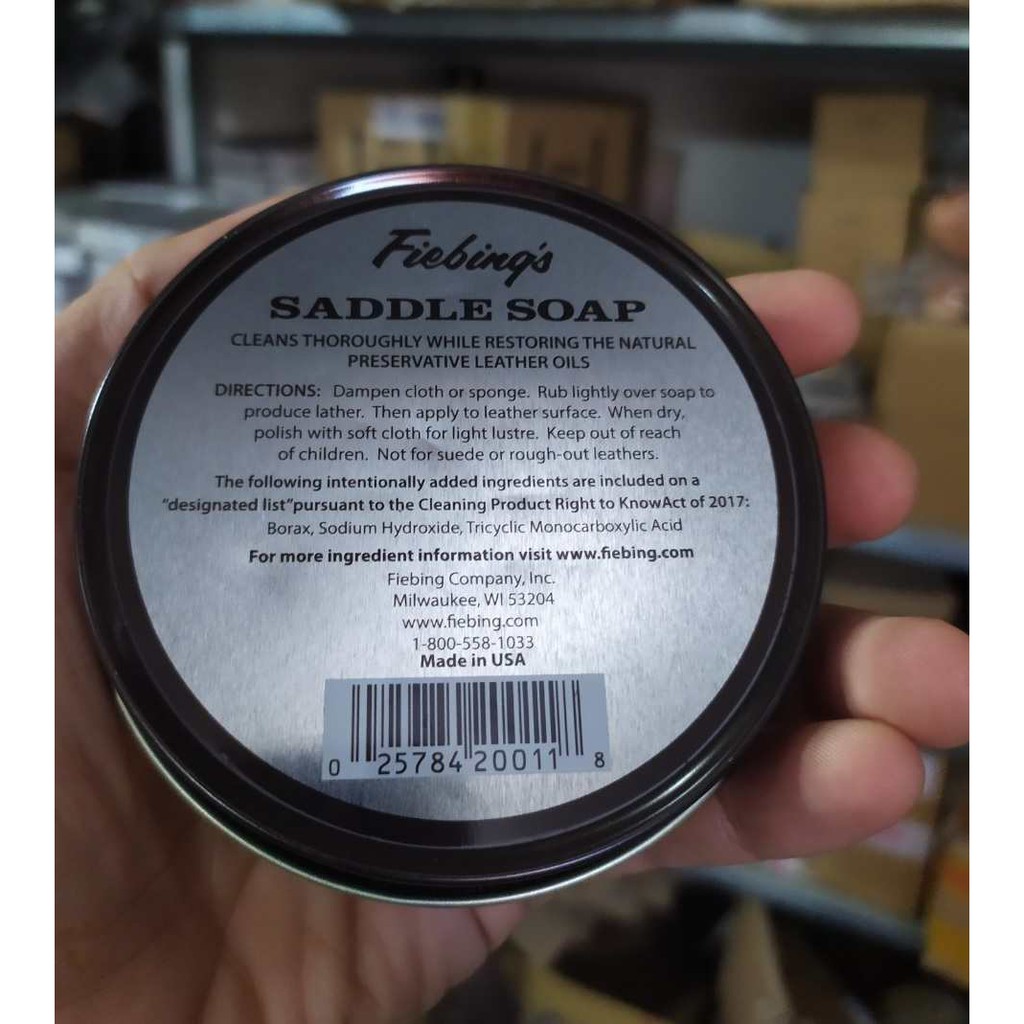 Fiebing's
SADDLE SOAP
CLEANS THOROUGHLY WHILE RESTORING THE NATURAL
PRESERVATIVE LEATHER OILS
DIRECTIONS: Dampen cloth or sponge. Rub lightly over soap to
produce lather. Then apply to leather surface. When dry,
polish with soft cloth for light lustre. Keep out of reach
of children. Not for suede or rough-out leathers.
The following intentionally added ingredients are included on a
"designated list"pursuant to the Cleaning Product Right to KnowAct of 2017:
Borax, Sodium Hydroxide, Tricyclic Monocarboxylic Acid
For more ingredient information visit www.fiebing.com
Fiebing Company, Inc.
Milwaukee, WI 53204
www.fiebing.com
1-800-558-1033
Made in USA
0 25784 20011 8